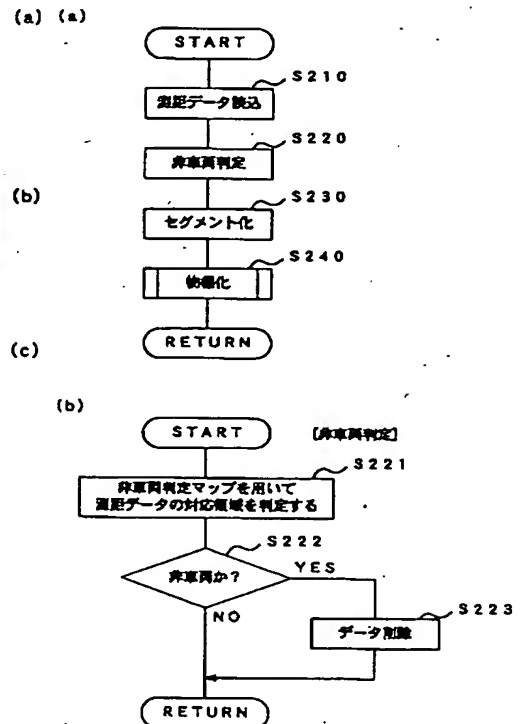 (a) (a)
START
S210
測距データ読込
S220
非車両判定
(b)
S230
セグメント化
S240
物標化
RETURN
(c)
(b)
START
[非車両判定]
S221
非車両判定マップを用いて
測距データの対応領域を判定する
S222
非車両か?
YES
NO
S223
データ削除
RETURN